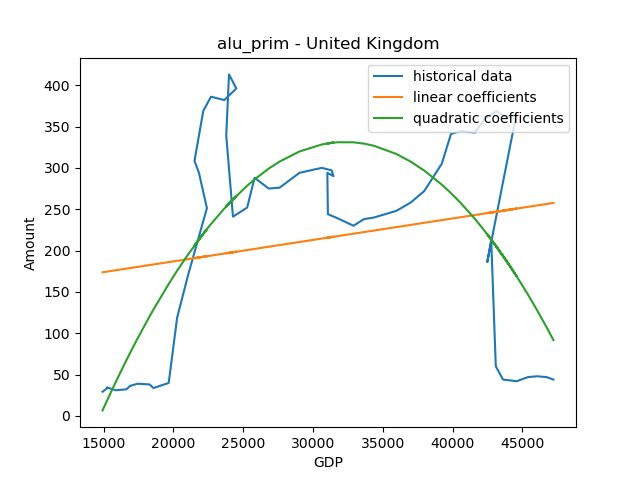 alu_prim - United Kingdom
historical data
linear coefficients
quadratic coefficients
Amount
400
350
300
250
200
150
100
50
0
15000 20000 25000 30000 35000 40000 45000
GDP